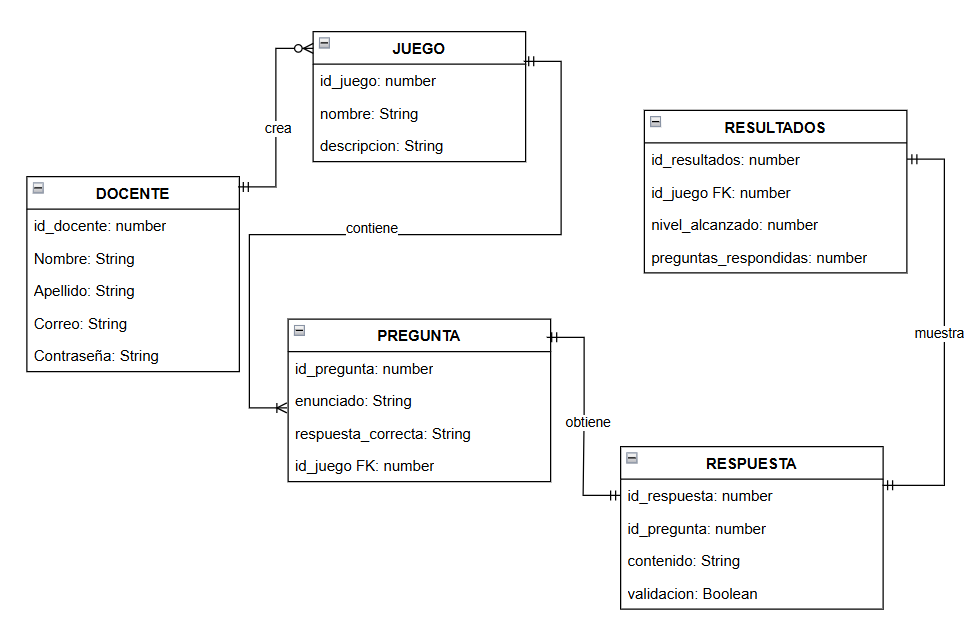 JUEGO
id_juego: number
nombre: String
descripcion: String
crea
DOCENTE
id_docente: number
Nombre: String
Apellido: String
Correo: String
Contraseña: String
contiene
RESULTADOS
id_resultados: number
id_juego FK: number
nivel_alcanzado: number
preguntas_respondidas: number
muestra
PREGUNTA
id_pregunta: number
enunciado: String
respuesta_correcta: String
id_juego FK: number
obtiene
RESPUESTA
id_respuesta: number
id_pregunta: number
contenido: String
validacion: Boolean